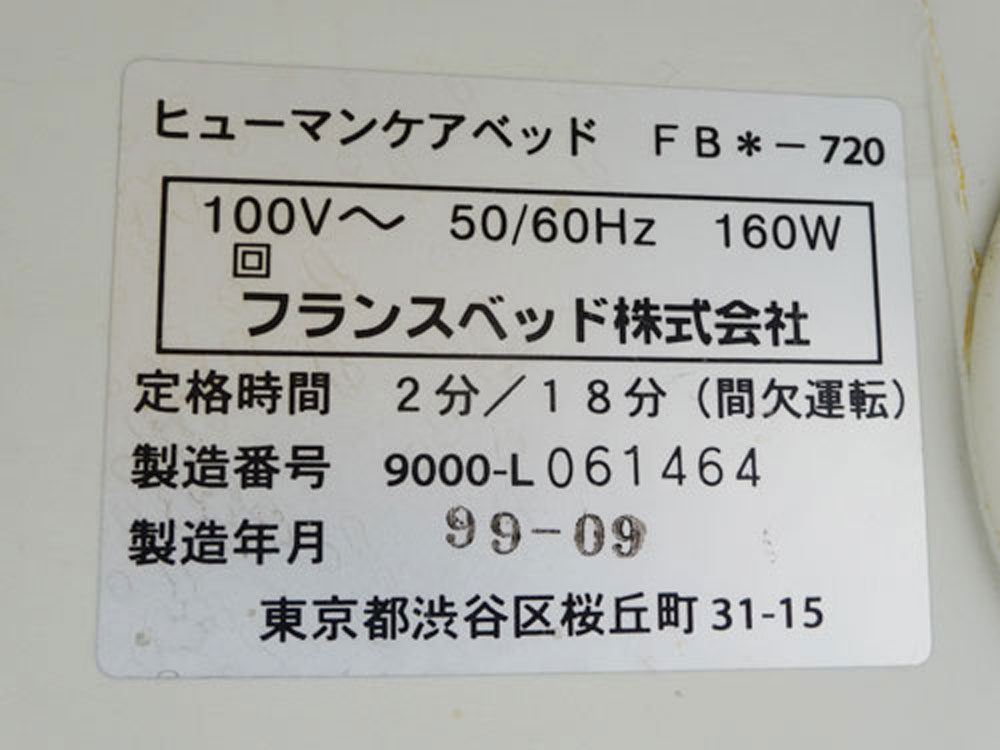 ヒューマンケアベッド ＦＢ＊－720
100V～ 50/60Hz 160W
回
フランスベッド株式会社
定格時間 ２分／１８分（間欠運転）
製造番号 9000-L061464
製造年月 99-09
東京都渋谷区桜丘町 31-15